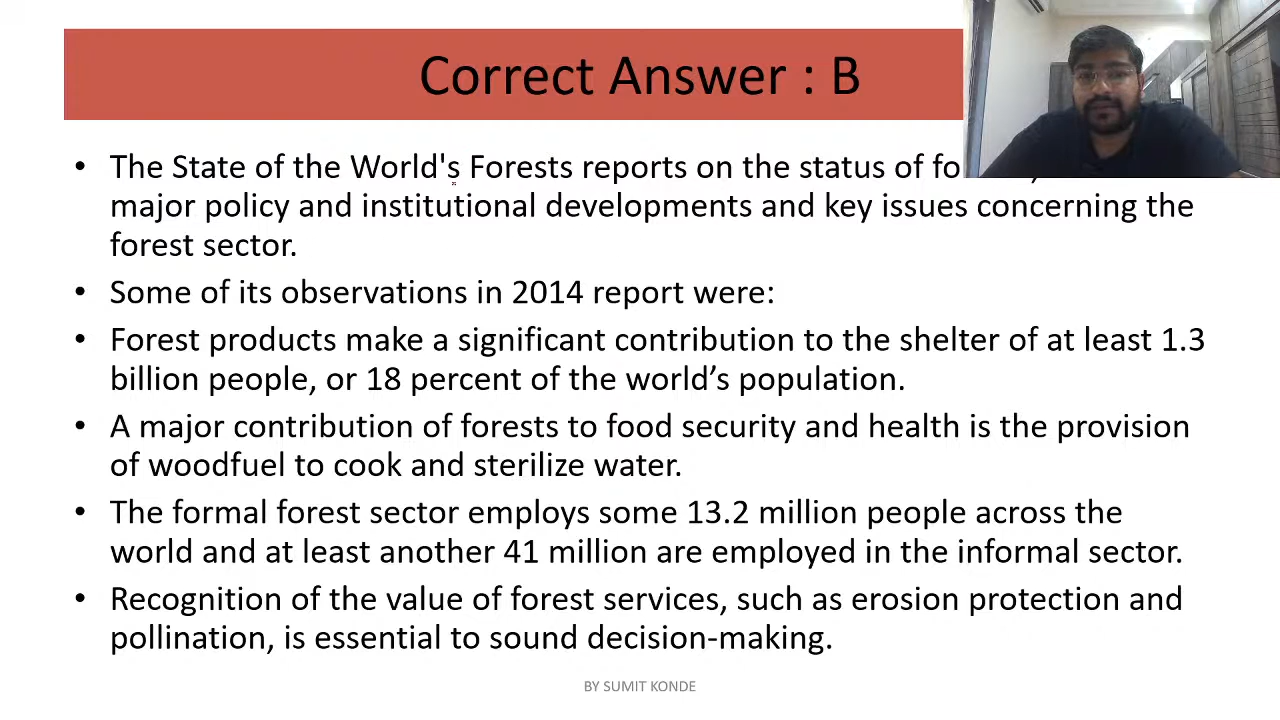 Correct Answer : B
• The State of the World's Forests reports on the status of
major policy and institutional developments and key issues concerning the
forest sector.
• Some of its observations in 2014 report were:
• Forest products make a significant contribution to the shelter of at least 1.3
billion people, or 18 percent of the world’s population.
• A major contribution of forests to food security and health is the provision
of woodfuel to cook and sterilize water.
• The formal forest sector employs some 13.2 million people across the
world and at least another 41 million are employed in the informal sector.
• Recognition of the value of forest services, such as erosion protection and
pollination, is essential to sound decision-making.
BY SUMIT KONDE